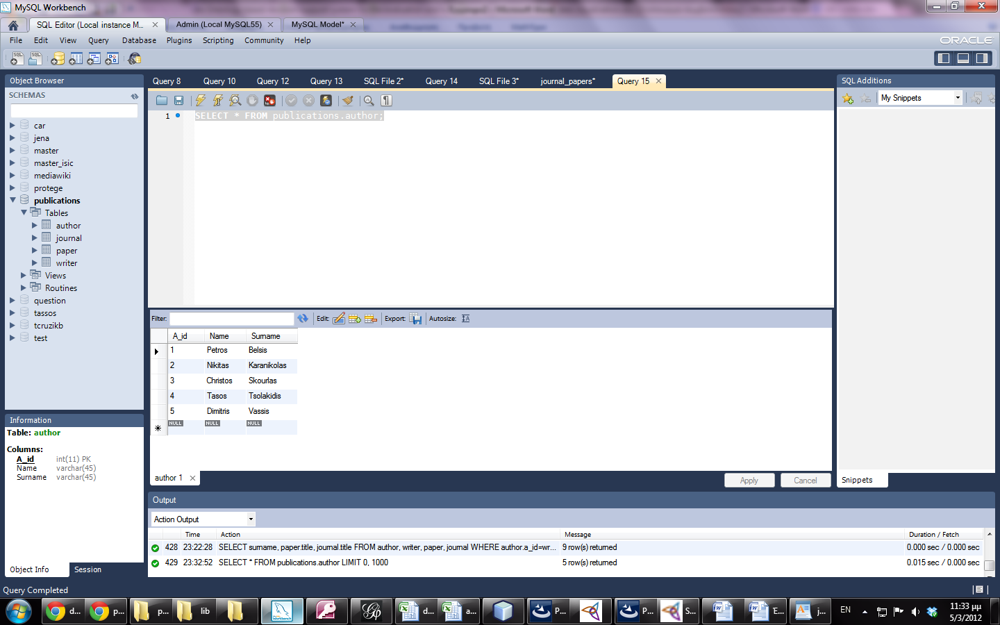 MySQL Workbench
SQL Editor (Local instance M...
Admin (Local MySQL55)
MySQL Model*
File Edit View Query Database Plugins Scripting Community Help
ORACLE
Object Browser
SCHEMAS
car
jena
master
master_isic
mediawiki
protege
publications
Tables
author
journal
paper
writer
Views
Routines
question
tassos
tcruzikb
test
Information
Table: author
Columns:
A_id int(11) PK
Name varchar(45)
Surname varchar(45)
Object Info Session
Query 8 Query 10 Query 12 Query 13 SQL File 2* Query 14 SQL File 3* journal_papers* Query 15
1 SELECT * FROM publications.author;
Filter: Edit: Export: Autosize:
A_id Name Surname
1 Petros Belsis
2 Nikitas Karanikolas
3 Christos Skourlas
4 Tasos Tsolakidis
5 Dimitris Vassis
NULL NULL NULL
author 1
Apply Cancel
SQL Additions
My Snippets
Snippets
Output
Action Output
Time Action Message Duration / Fetch
428 23:22:28 SELECT surname, paper.title, journal.title FROM author, writer, paper, journal WHERE author.a_id=wr... 9 row(s) returned 0.000 sec / 0.000 sec
429 23:32:52 SELECT * FROM publications.author LIMIT 0, 1000 5 row(s) returned 0.015 sec / 0.000 sec
Query Completed
d... p... p... lib d... a... P... P... S... Έ... j...
EN
11:33 μμ
5/3/2012